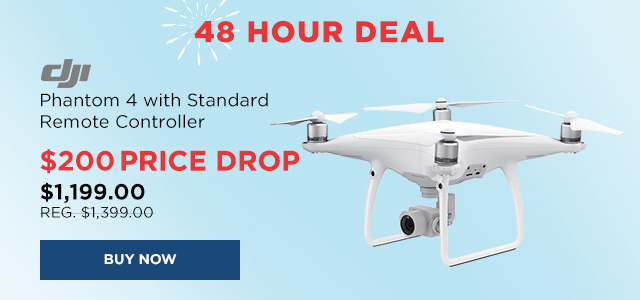 48 HOUR DEAL
dji
Phantom 4 with Standard
Remote Controller
$200 PRICE DROP
$1,199.00
REG. $1,399.00
BUY NOW